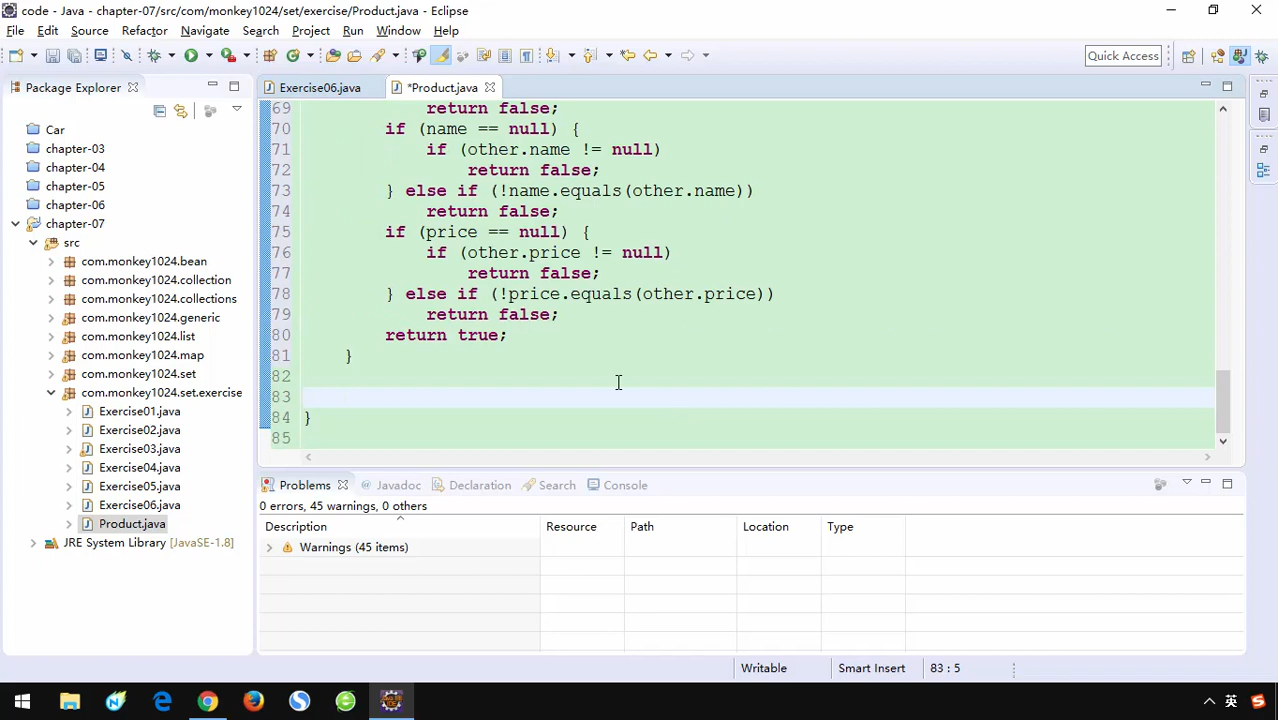 code - Java - chapter-07/src/com/monkey1024/set/exercise/Product.java - Eclipse
File Edit Source Refactor Navigate Search Project Run Window Help
Quick Access
Package Explorer
Exercise06.java
*Product.java
Car
chapter-03
chapter-04
chapter-05
chapter-06
chapter-07
src
com.monkey1024.bean
com.monkey1024.collection
com.monkey1024.collections
com.monkey1024.generic
com.monkey1024.list
com.monkey1024.map
com.monkey1024.set
com.monkey1024.set.exercise
Exercise01.java
Exercise02.java
Exercise03.java
Exercise04.java
Exercise05.java
Exercise06.java
Product.java
JRE System Library [JavaSE-1.8]
69 return false;
70 if (name == null) {
71 if (other.name != null)
72 return false;
73 } else if (!name.equals(other.name))
74 return false;
75 if (price == null) {
76 if (other.price != null)
77 return false;
78 } else if (!price.equals(other.price))
79 return false;
80 return true;
81 }
82
83
84 }
85
Problems Javadoc Declaration Search Console
0 errors, 45 warnings, 0 others
Description Resource Path Location Type
Warnings (45 items)
Writable Smart Insert 83 : 5
英